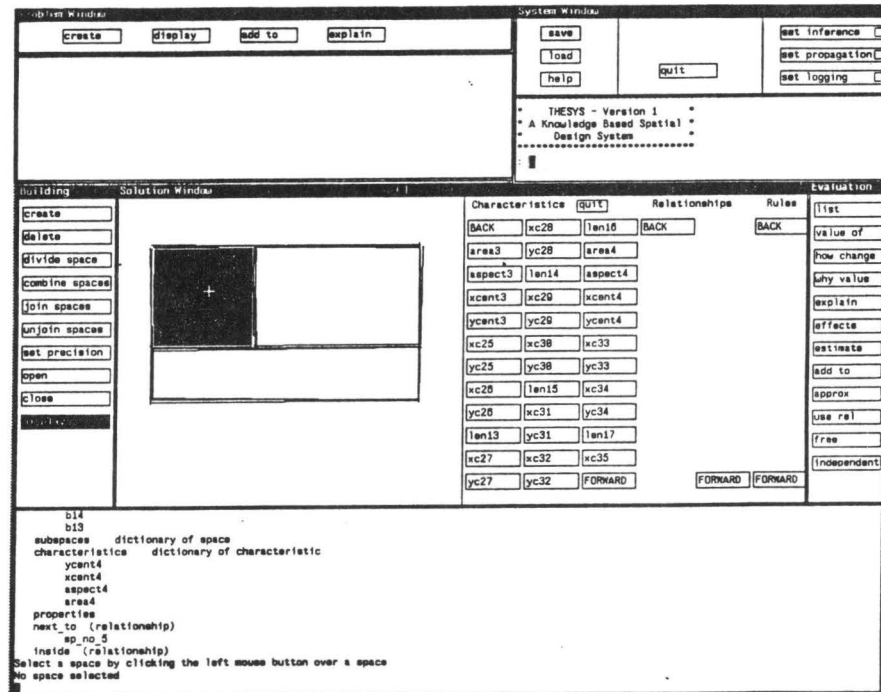 Problem Window
create display add to explain
System Window
save
load
help
quit
set inference
set propagation
set logging
* THESYS - Version 1 *
* A Knowledge Based Spatial *
* Design System *
**********************************
:
Building
create
delete
divide space
combine spaces
join spaces
unjoin spaces
set precision
open
close
display
Solution Window
Characteristics quit Relationships Rules
BACK xc28 len16 BACK BACK
area3 yc28 area4
aspect3 len14 aspect4
xcent3 xc29 xcent4
ycent3 yc29 ycent4
xc25 xc30 xc33
yc25 yc30 yc33
xc26 len15 xc34
yc26 xc31 yc34
len13 yc31 len17
xc27 xc32 xc35
yc27 yc32 FORWARD FORWARD FORWARD
Evaluation
list
value of
how change
why value
explain
effects
estimate
add to
approx
use rel
free
independent
b14
b13
subspaces dictionary of space
characteristics dictionary of characteristic
ycent4
xcent4
aspect4
area4
properties
next_to (relationship)
sp_no_5
inside (relationship)
Select a space by clicking the left mouse button over a space
No space selected